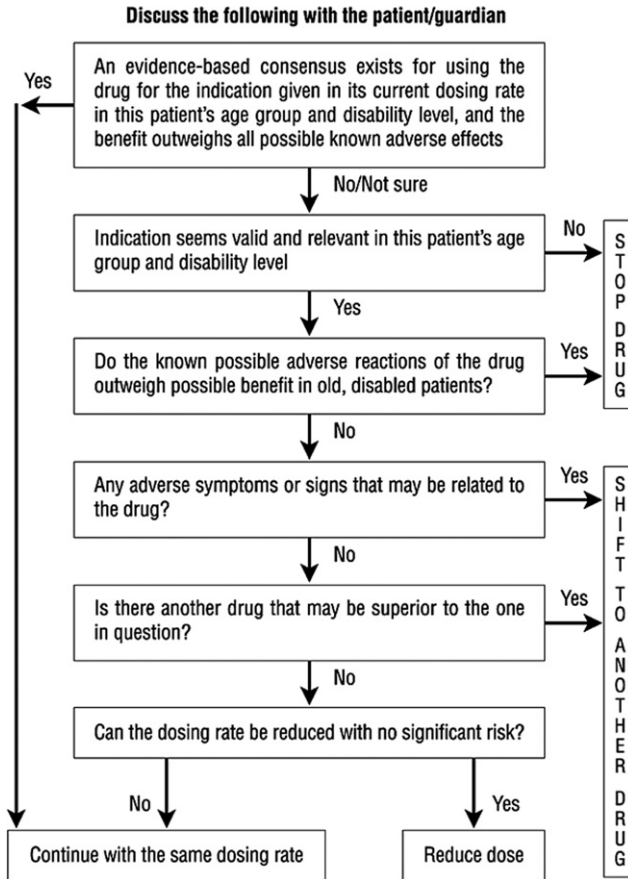 Discuss the following with the patient/guardian
Yes
An evidence-based consensus exists for using the
drug for the indication given in its current dosing rate
in this patient's age group and disability level, and the
benefit outweighs all possible known adverse effects
No/Not sure
Indication seems valid and relevant in this patient's age
group and disability level
No
STOP DRUG
Yes
Do the known possible adverse reactions of the drug
outweigh possible benefit in old, disabled patients?
Yes
No
Any adverse symptoms or signs that may be related to
the drug?
Yes
SHIFT TO ANOTHER DRUG
No
Is there another drug that may be superior to the one
in question?
Yes
No
Can the dosing rate be reduced with no significant risk?
No
Yes
Continue with the same dosing rate
Reduce dose